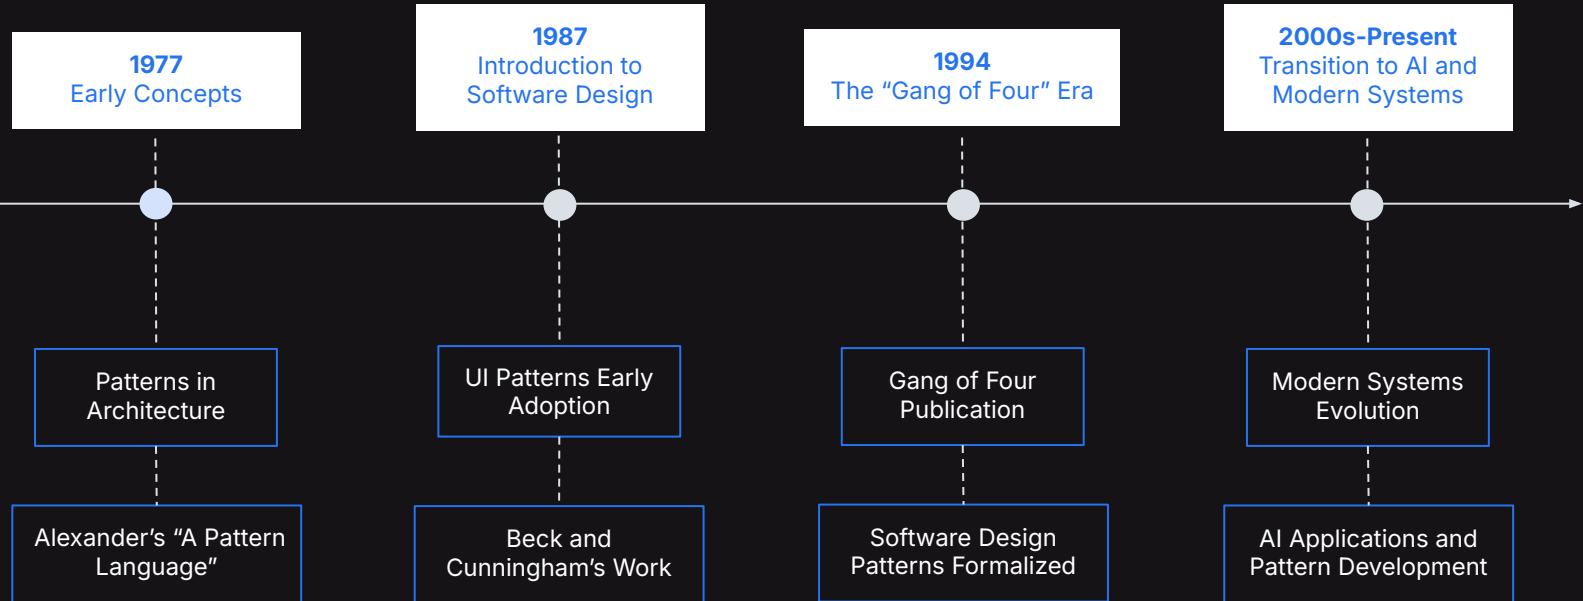 1977
Early Concepts
1987
Introduction to
Software Design
1994
The “Gang of Four” Era
2000s-Present
Transition to AI and
Modern Systems
Patterns in
Architecture
UI Patterns Early
Adoption
Gang of Four
Publication
Modern Systems
Evolution
Alexander’s “A Pattern
Language”
Beck and
Cunningham’s Work
Software Design
Patterns Formalized
AI Applications and
Pattern Development